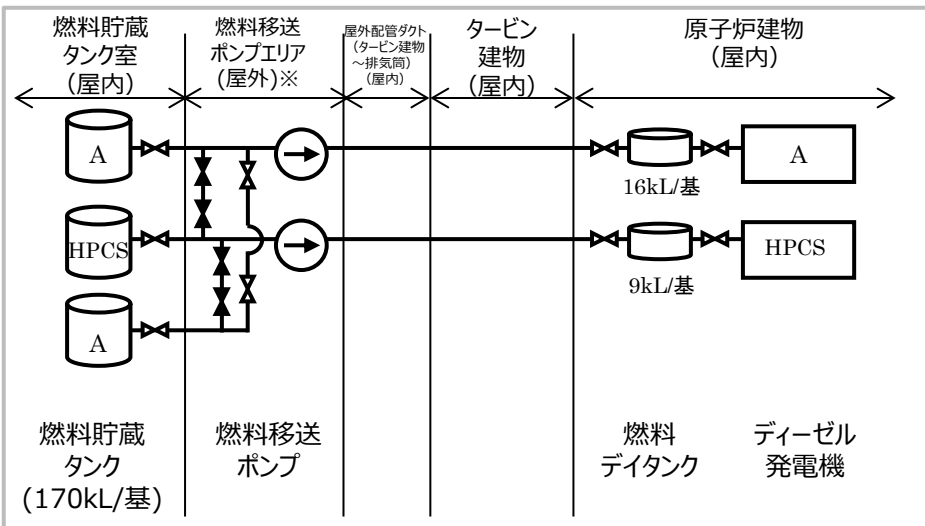 燃料貯蔵
タンク室
(屋内)
燃料移送
ポンプエリア
(屋外)※
屋外配管ダクト
(タービン建物
～排気筒)
(屋内)
タービン
建物
(屋内)
原子炉建物
(屋内)
A
16kL/基
A
HPCS
9kL/基
HPCS
A
燃料貯蔵
タンク
(170kL/基)
燃料移送
ポンプ
燃料
デイタンク
ディーゼル
発電機